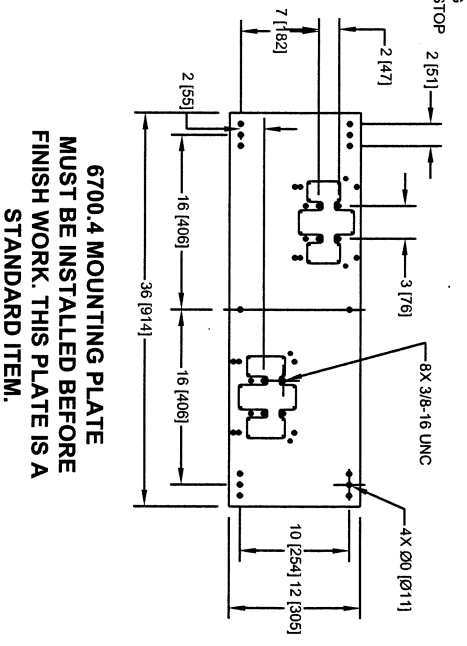 STOP
2 [51]
2 [47]
7 [182]
3 [76]
8X 3/8-16 UNC
4X Ø0 [Ø11]
2 [55]
16 [406]
16 [406]
36 [914]
10 [254]
12 [305]
6700.4 MOUNTING PLATE
MUST BE INSTALLED BEFORE
FINISH WORK. THIS PLATE IS A
STANDARD ITEM.